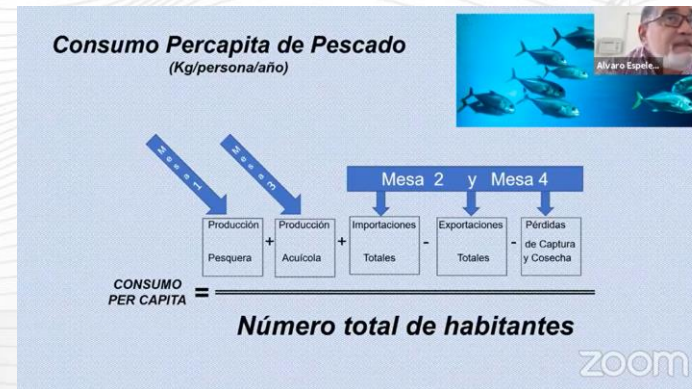 Consumo Percapita de Pescado
(Kg/persona/año)
Alvaro Espele...
Mesa 1
Mesa 3
Mesa 2 y Mesa 4
Producción
Pesquera
+
Producción
Acuícola
+
Importaciones
Totales
-
Exportaciones
Totales
-
Pérdidas
de Captura
y Cosecha
CONSUMO
PER CAPITA
=
Número total de habitantes
zoom